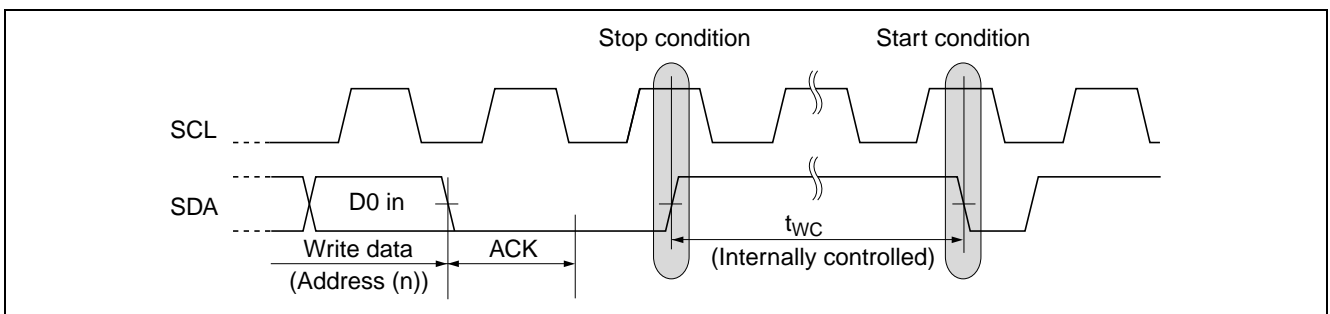 Stop condition
Start condition
SCL
SDA
D0 in
Write data
(Address (n))
ACK
tWC
(Internally controlled)